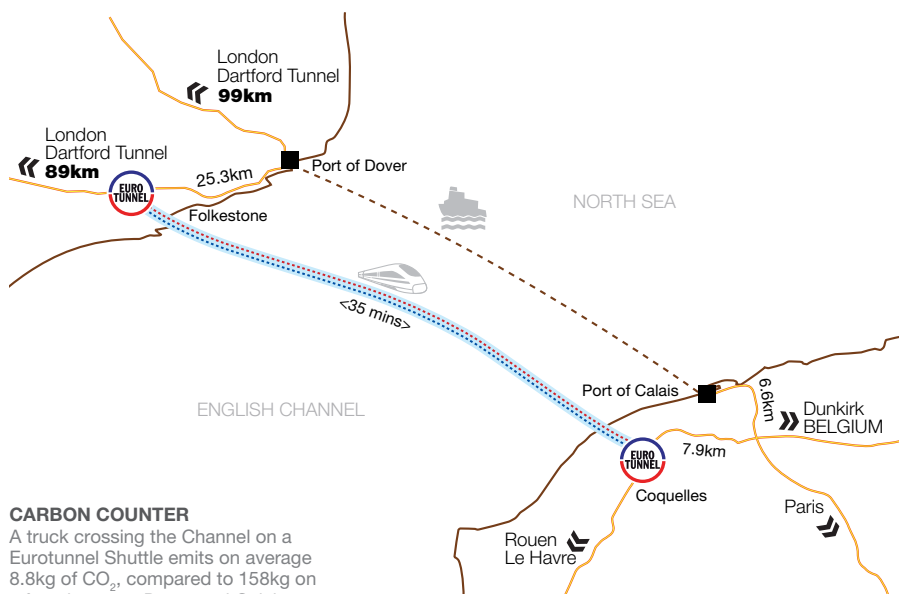 London
Dartford Tunnel
99km
London
Dartford Tunnel
89km
25.3km
Port of Dover
EURO
TUNNEL
Folkestone
NORTH SEA
<35 mins>
ENGLISH CHANNEL
Port of Calais
6.6km
Dunkirk
BELGIUM
7.9km
EURO
TUNNEL
Coquelles
Paris
Rouen
Le Havre
CARBON COUNTER
A truck crossing the Channel on a
Eurotunnel Shuttle emits on average
8.8kg of CO₂, compared to 158kg on